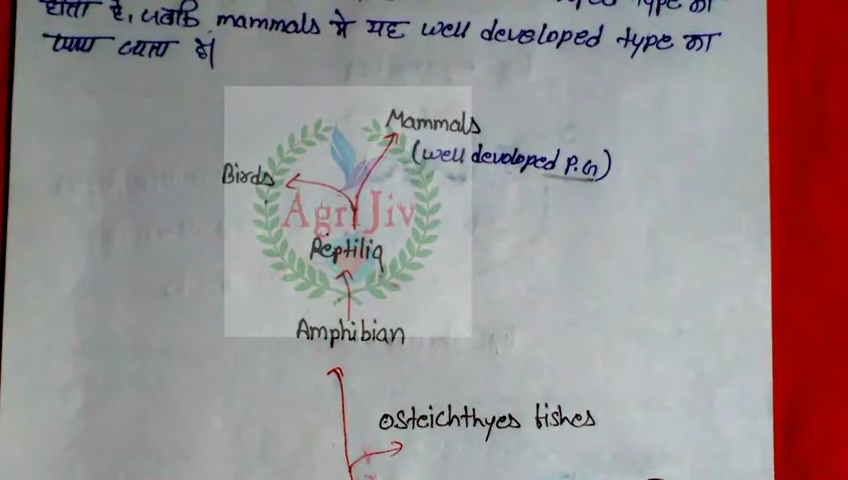 होता है, जबकि mammals मे यह well developed type का
Mammals
(well developed P.G)
Birds
Agri Jiv
Reptilia
Amphibian
Osteichthyes fishes